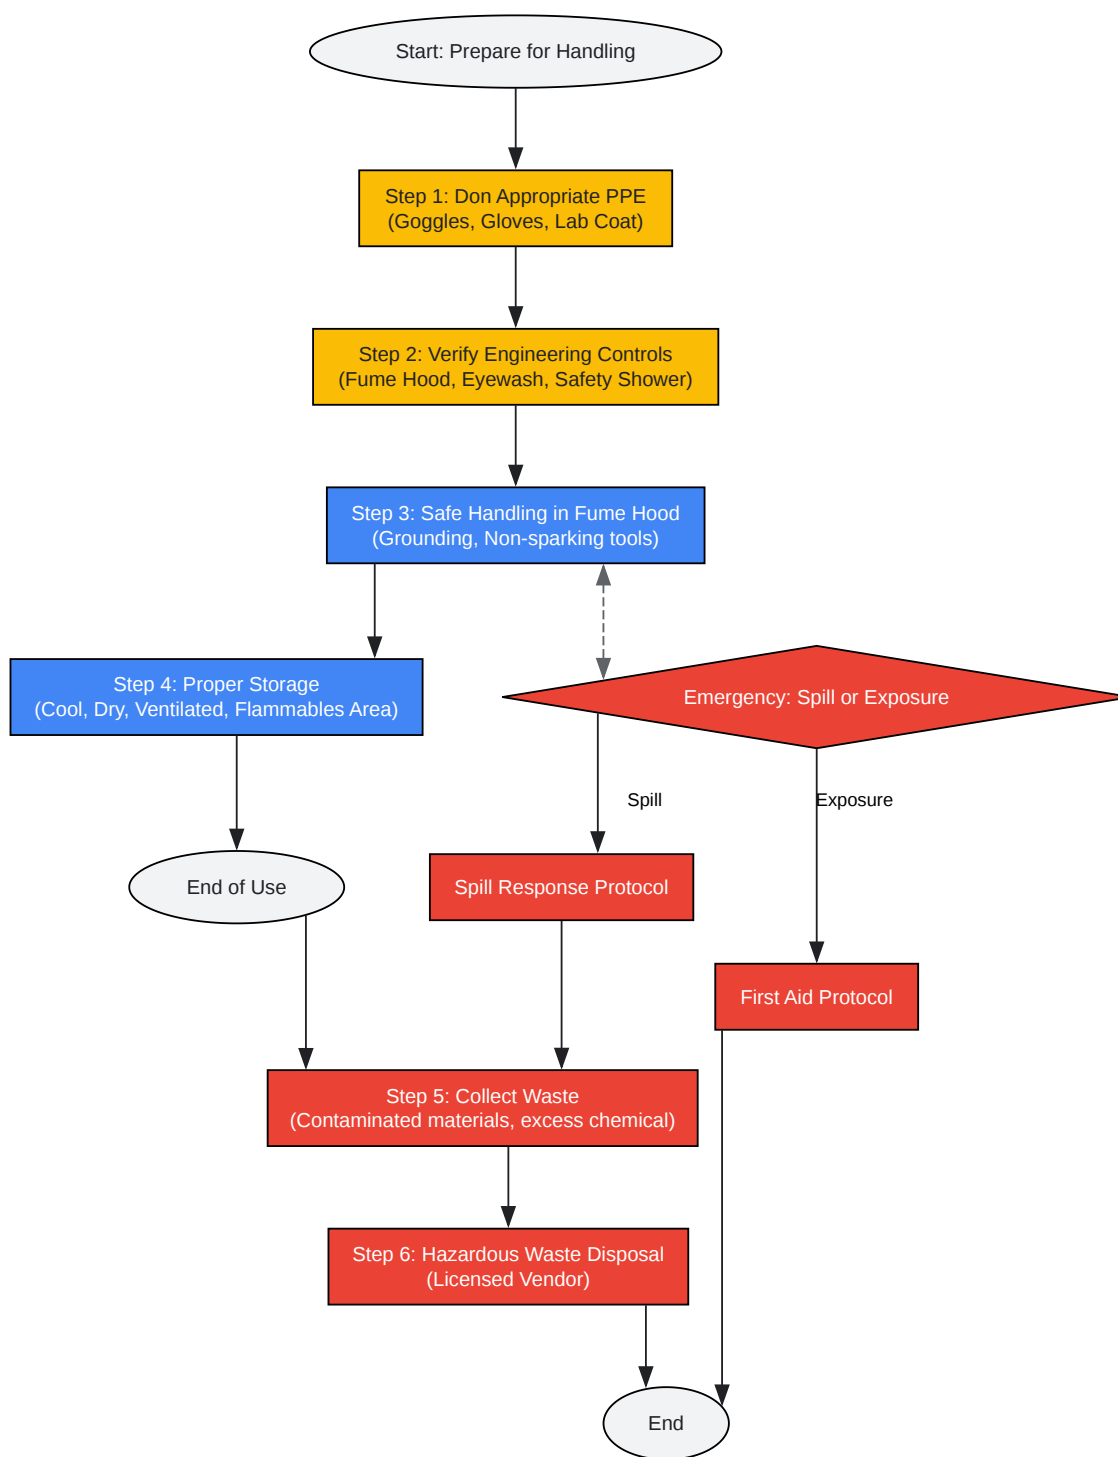 Start: Prepare for Handling
Step 1: Don Appropriate PPE
(Goggles, Gloves, Lab Coat)
Step 2: Verify Engineering Controls
(Fume Hood, Eyewash, Safety Shower)
Step 3: Safe Handling in Fume Hood
(Grounding, Non-sparking tools)
Step 4: Proper Storage
(Cool, Dry, Ventilated, Flammables Area)
Emergency: Spill or Exposure
Spill
Exposure
End of Use
Spill Response Protocol
First Aid Protocol
Step 5: Collect Waste
(Contaminated materials, excess chemical)
Step 6: Hazardous Waste Disposal
(Licensed Vendor)
End